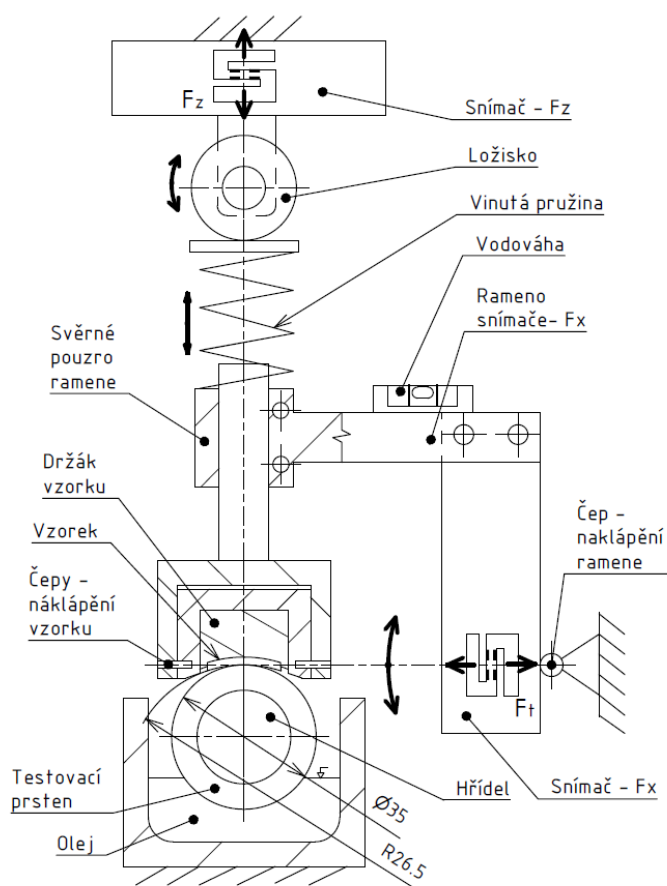 Fz
Snímač - Fz
Ložisko
Vinutá pružina
Vodováha
Rameno
snímače- Fx
Svěrné
pouzro
ramene
Držák
vzorku
Vzorek
Čepy -
náklápění
vzorku
Čep -
naklápění
ramene
Ft
Testovací
prsten
Olej
Hřídel
Snímač - Fx
Ø35
R26.5